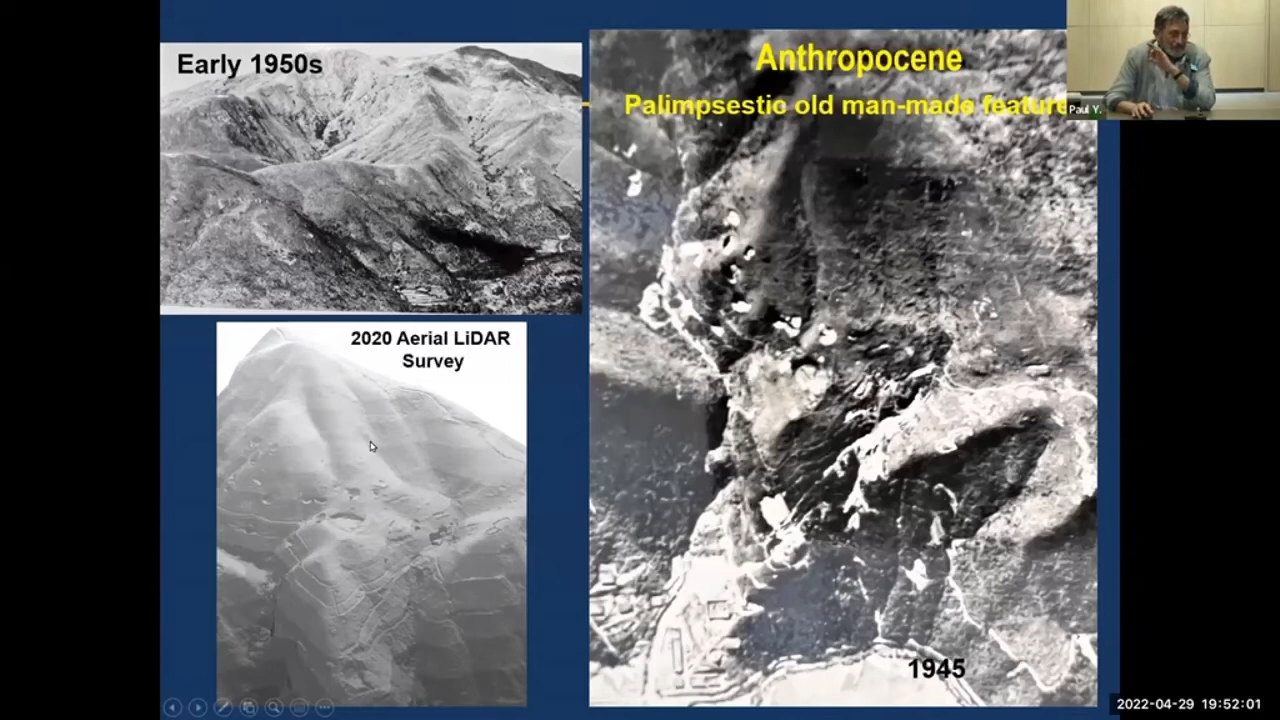 Early 1950s
2020 Aerial LiDAR
Survey
Anthropocene
Palimpsestic old man-made feature
1945
Paul Y.
2022-04-29 19:52:01